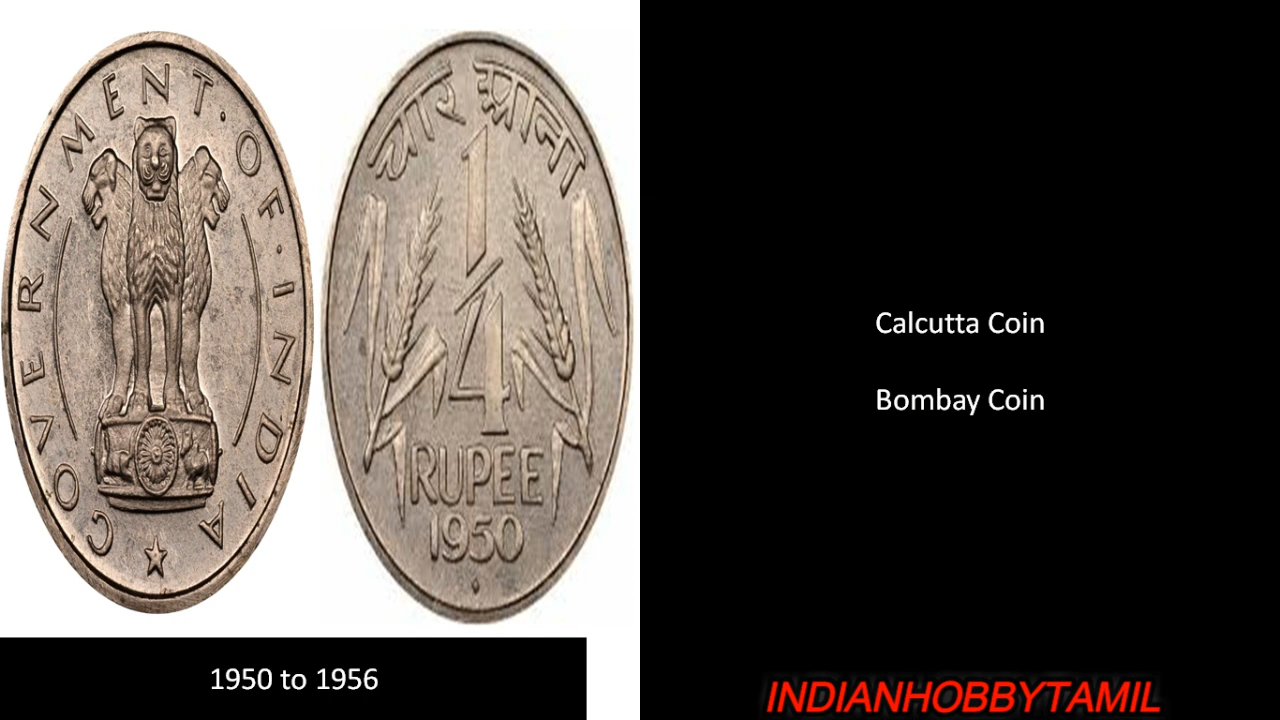 GOVERNMENT · OF · INDIA
चार आना
1/4
RUPEE
1950
1950 to 1956
Calcutta Coin
Bombay Coin
INDIANHOBBYTAMIL